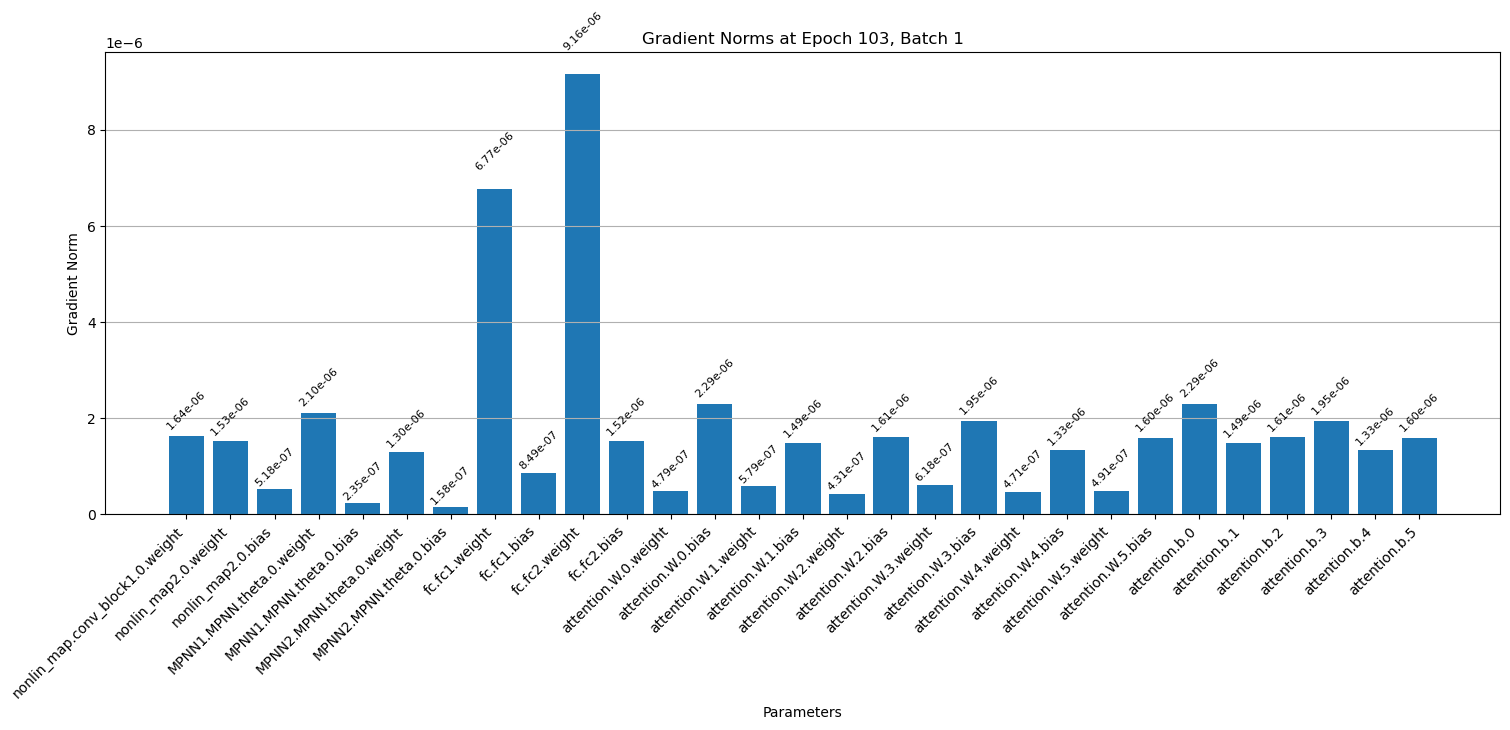 Gradient Norms at Epoch 103, Batch 1
1e−6
Gradient Norm
8
6
4
2
0
1.64e-06
1.53e-06
5.18e-07
2.10e-06
2.35e-07
1.30e-06
1.58e-07
6.77e-06
8.49e-07
9.16e-06
1.52e-06
4.79e-07
2.29e-06
5.79e-07
1.49e-06
4.31e-07
1.61e-06
6.18e-07
1.95e-06
4.71e-07
1.33e-06
4.91e-07
1.60e-06
2.29e-06
1.49e-06
1.61e-06
1.95e-06
1.33e-06
1.60e-06
nonlin_map.conv_block1.0.weight
nonlin_map2.0.weight
nonlin_map2.0.bias
MPNN1.MPNN.theta.0.weight
MPNN1.MPNN.theta.0.bias
MPNN2.MPNN.theta.0.weight
MPNN2.MPNN.theta.0.bias
fc.fc1.weight
fc.fc1.bias
fc.fc2.weight
fc.fc2.bias
attention.W.0.weight
attention.W.0.bias
attention.W.1.weight
attention.W.1.bias
attention.W.2.weight
attention.W.2.bias
attention.W.3.weight
attention.W.3.bias
attention.W.4.weight
attention.W.4.bias
attention.W.5.weight
attention.W.5.bias
attention.b.0
attention.b.1
attention.b.2
attention.b.3
attention.b.4
attention.b.5
Parameters